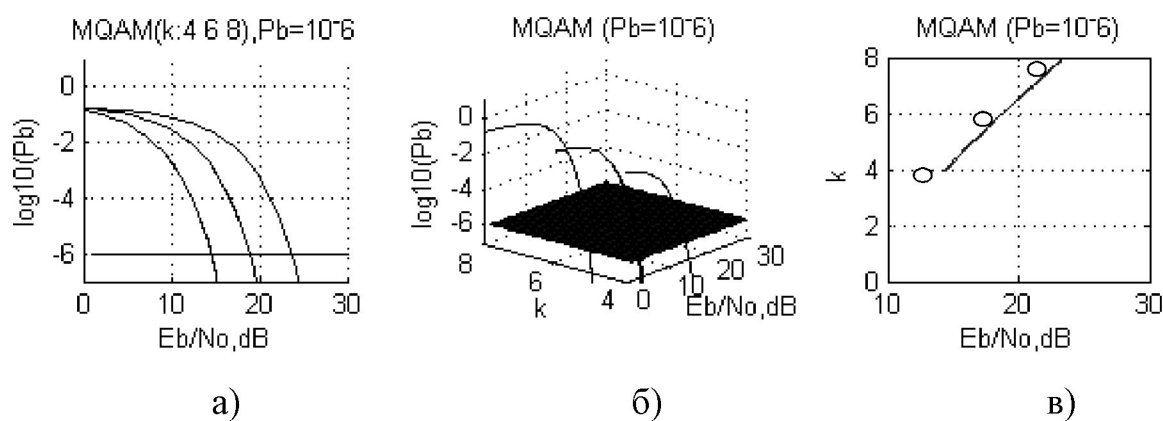 MQAM(k:4 6 8),Pb=10⁻6
0
-2
-4
-6
log10(Pb)
0 10 20 30
Eb/No,dB
а)
MQAM (Pb=10⁻6)
0
-2
-4
-6
log10(Pb)
8 6 4
k
0 10 20 30
Eb/No,dB
б)
MQAM (Pb=10⁻6)
8
6
4
2
0
k
10 20 30
Eb/No,dB
в)